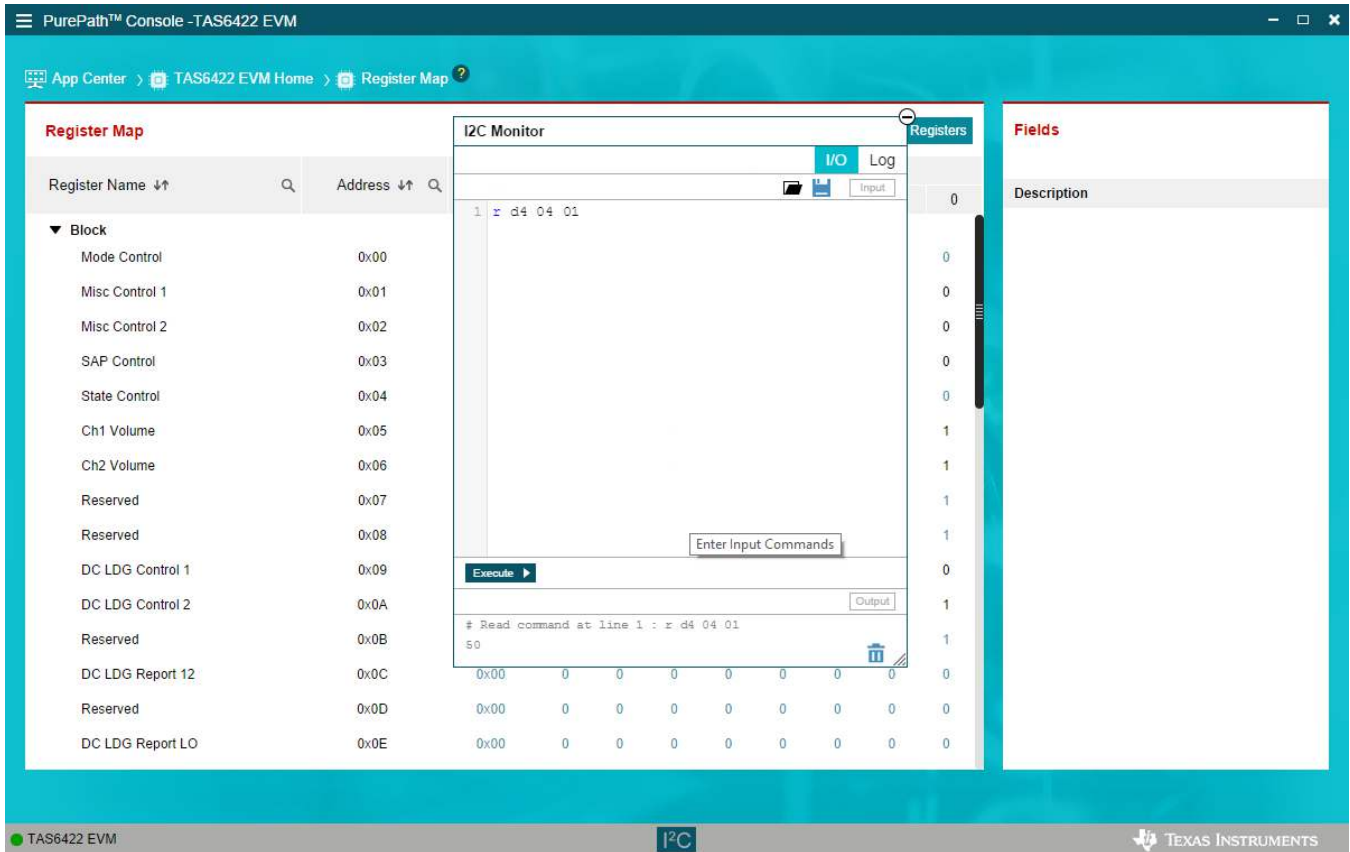 PurePath™ Console -TAS6422 EVM
App Center > TAS6422 EVM Home > Register Map ?
Register Map
I2C Monitor
Registers
Fields
I/O Log
Register Name Address
Input
0
Description
1 r d4 04 01
Block
Mode Control 0x00 0
Misc Control 1 0x01 0
Misc Control 2 0x02 0
SAP Control 0x03 0
State Control 0x04 0
Ch1 Volume 0x05 1
Ch2 Volume 0x06 1
Reserved 0x07 1
Reserved 0x08 1
Enter Input Commands
DC LDG Control 1 0x09 0
Execute
DC LDG Control 2 0x0A 1
Output
# Read command at line 1 : r d4 04 01
Reserved 0x0B 1
50
DC LDG Report 12 0x0C 0x00 0 0 0 0 0 0 0 0
Reserved 0x0D 0x00 0 0 0 0 0 0 0 0
DC LDG Report LO 0x0E 0x00 0 0 0 0 0 0 0 0
TAS6422 EVM
I²C
TEXAS INSTRUMENTS